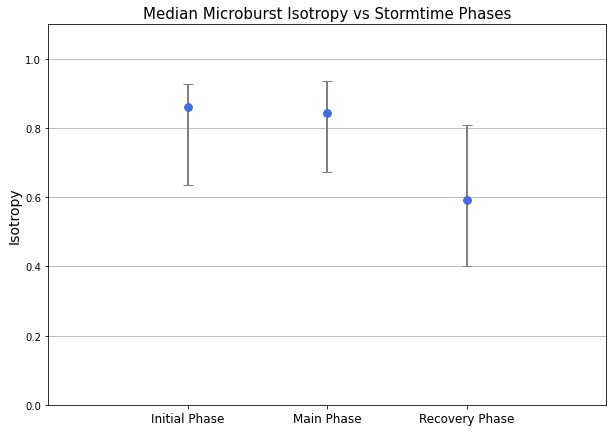 Median Microburst Isotropy vs Stormtime Phases
1.0
0.8
0.6
0.4
0.2
0.0
Isotropy
Initial Phase
Main Phase
Recovery Phase